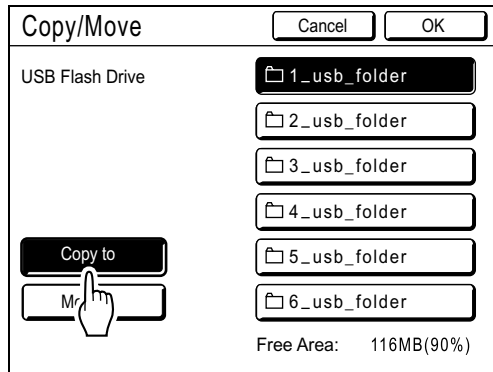 Copy/Move
Cancel
OK
USB Flash Drive
1_usb_folder
2_usb_folder
3_usb_folder
4_usb_folder
5_usb_folder
6_usb_folder
Copy to
Free Area: 116MB(90%)